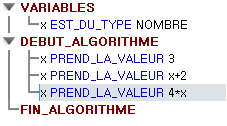 VARIABLES
x EST_DU_TYPE NOMBRE
DEBUT_ALGORITHME
x PREND_LA_VALEUR 3
x PREND_LA_VALEUR x+2
x PREND_LA_VALEUR 4*x
FIN_ALGORITHME